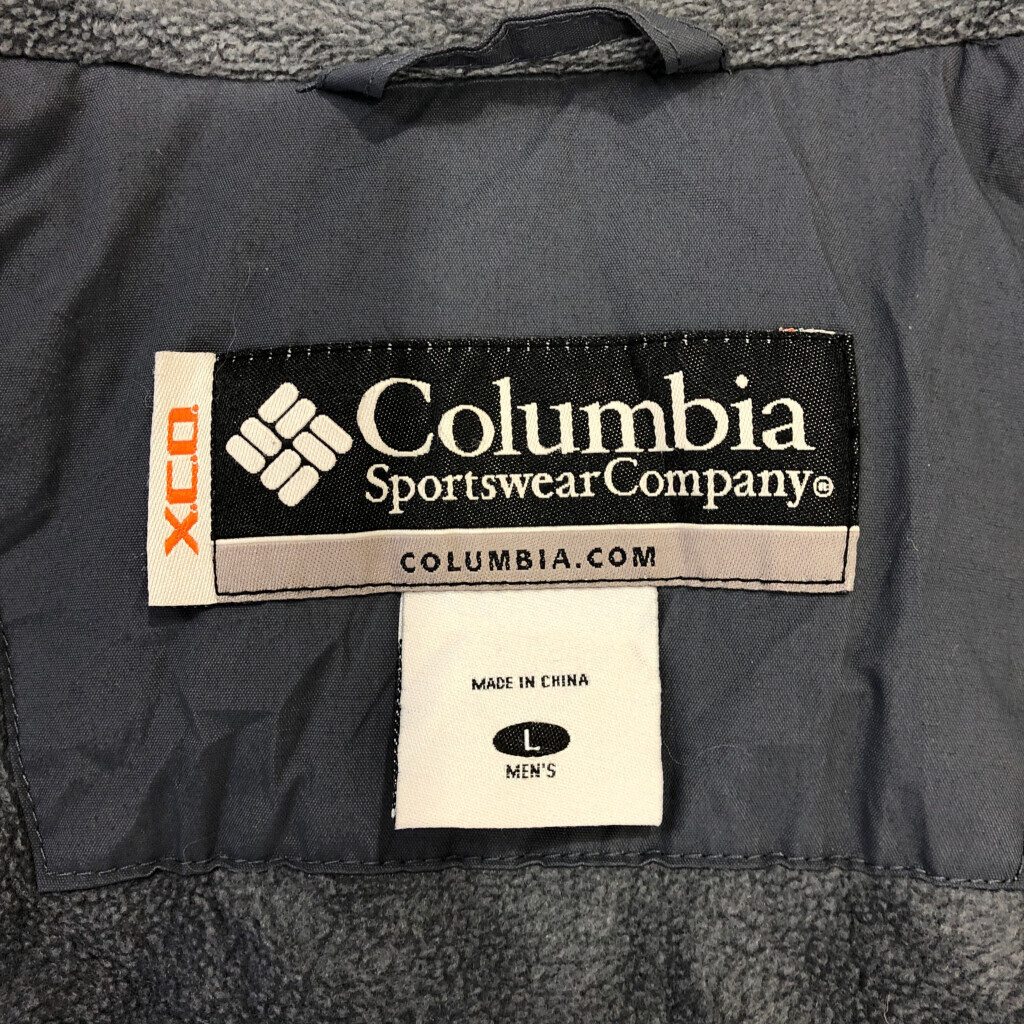 X.C.O.
Columbia
Sportswear Company®
COLUMBIA.COM
MADE IN CHINA
L
MEN'S